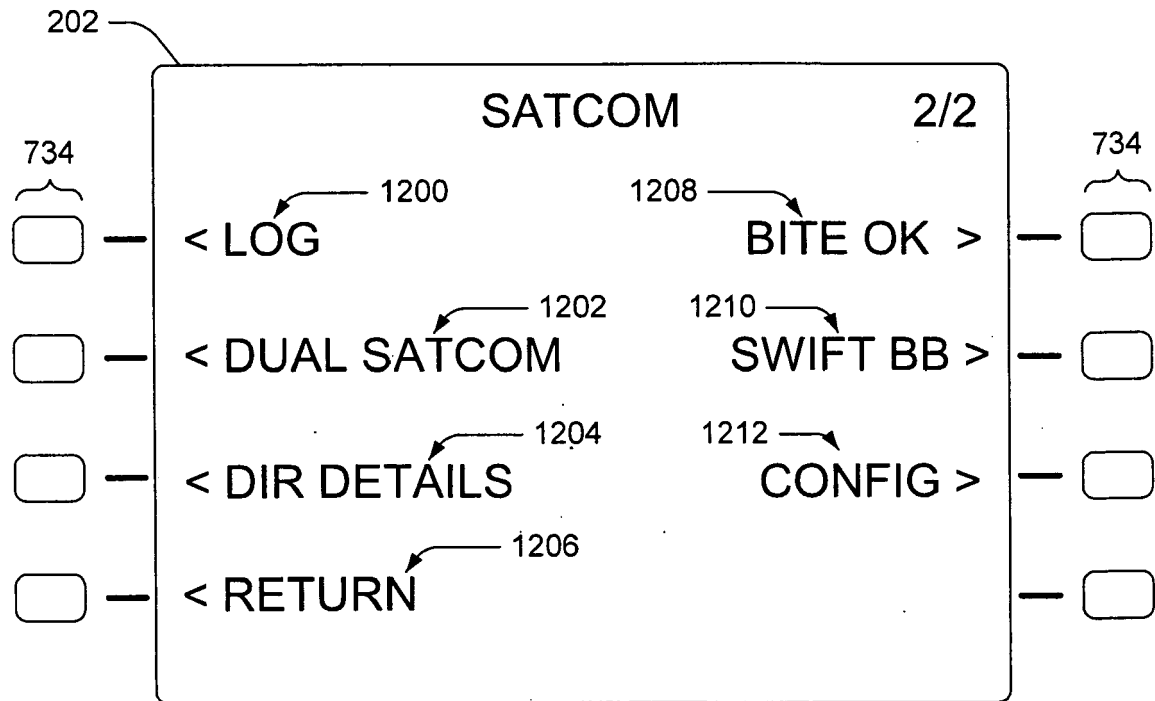 202
SATCOM 2/2
734 734
1200 1208
< LOG BITE OK >
1202 1210
< DUAL SATCOM SWIFT BB >
1204 1212
< DIR DETAILS CONFIG >
1206
< RETURN